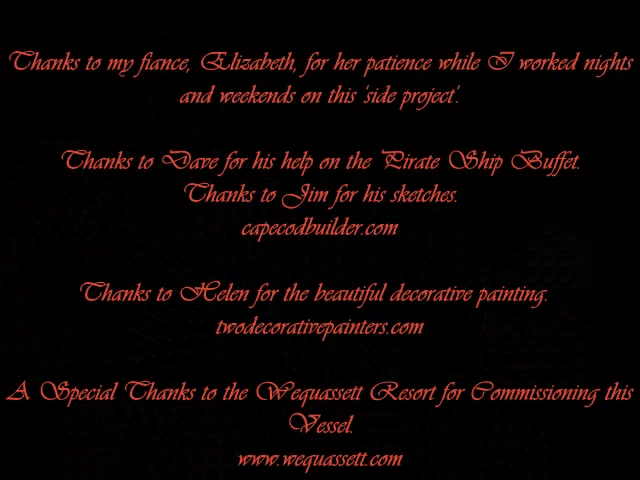 Thanks to my fiance, Elizabeth, for her patience while I worked nights
and weekends on this 'side project'.
Thanks to Dave for his help on the Pirate Ship Buffet.
Thanks to Jim for his sketches.
capecodbuilder.com
Thanks to Helen for the beautiful decorative painting.
twodecorativepainters.com
A Special Thanks to the Wequassett Resort for Commissioning this
Vessel.
www.wequassett.com